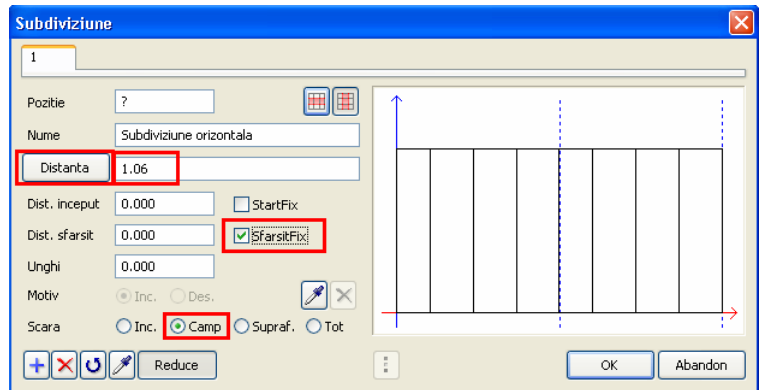 Subdiviziune
1
Pozitie ?
Nume Subdiviziune orizontala
Distanta 1.06
Dist. inceput 0.000 StartFix
Dist. sfarsit 0.000 SfarsitFix
Unghi 0.000
Motiv Inc. Des.
Scara Inc. Camp Supraf. Tot
Reduce OK Abandon